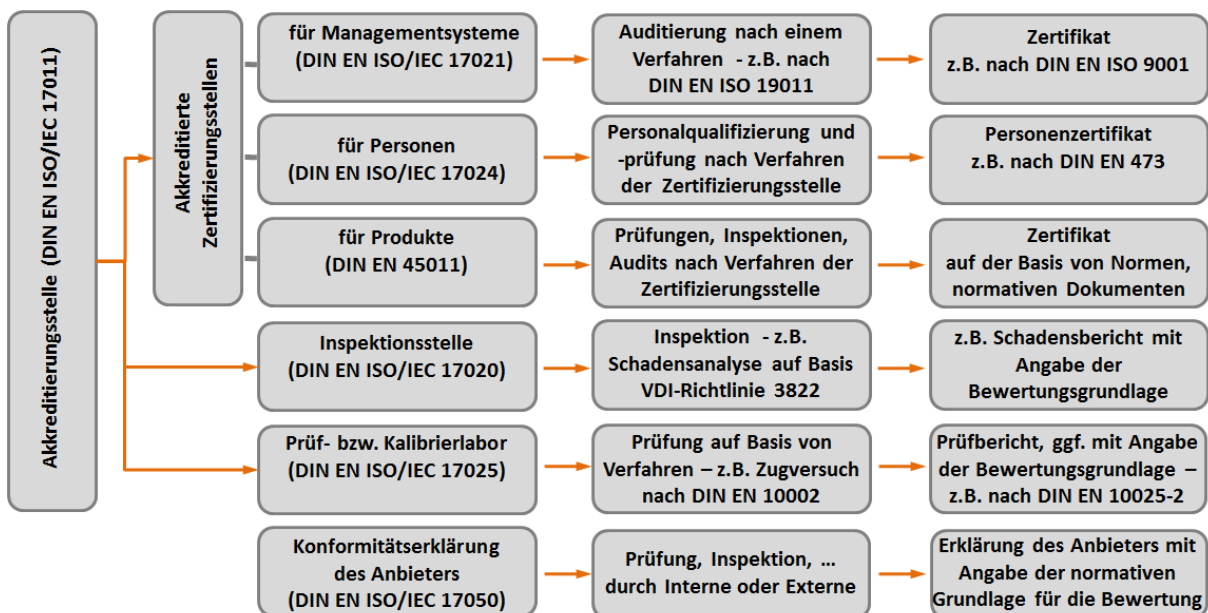 Akkreditierungsstelle (DIN EN ISO/IEC 17011)
Akkreditierte
Zertifizierungsstellen
für Managementsysteme
(DIN EN ISO/IEC 17021)
Auditierung nach einem
Verfahren - z.B. nach
DIN EN ISO 19011
Zertifikat
z.B. nach DIN EN ISO 9001
für Personen
(DIN EN ISO/IEC 17024)
Personalqualifizierung und
-prüfung nach Verfahren
der Zertifizierungsstelle
Personenzertifikat
z.B. nach DIN EN 473
für Produkte
(DIN EN 45011)
Prüfungen, Inspektionen,
Audits nach Verfahren der
Zertifizierungsstelle
Zertifikat
auf der Basis von Normen,
normativen Dokumenten
Inspektionsstelle
(DIN EN ISO/IEC 17020)
Inspektion - z.B.
Schadensanalyse auf Basis
VDI-Richtlinie 3822
z.B. Schadensbericht mit
Angabe der
Bewertungsgrundlage
Prüf- bzw. Kalibrierlabor
(DIN EN ISO/IEC 17025)
Prüfung auf Basis von
Verfahren – z.B. Zugversuch
nach DIN EN 10002
Prüfbericht, ggf. mit Angabe
der Bewertungsgrundlage –
z.B. nach DIN EN 10025-2
Konformitätserklärung
des Anbieters
(DIN EN ISO/IEC 17050)
Prüfung, Inspektion, ...
durch Interne oder Externe
Erklärung des Anbieters mit
Angabe der normativen
Grundlage für die Bewertung